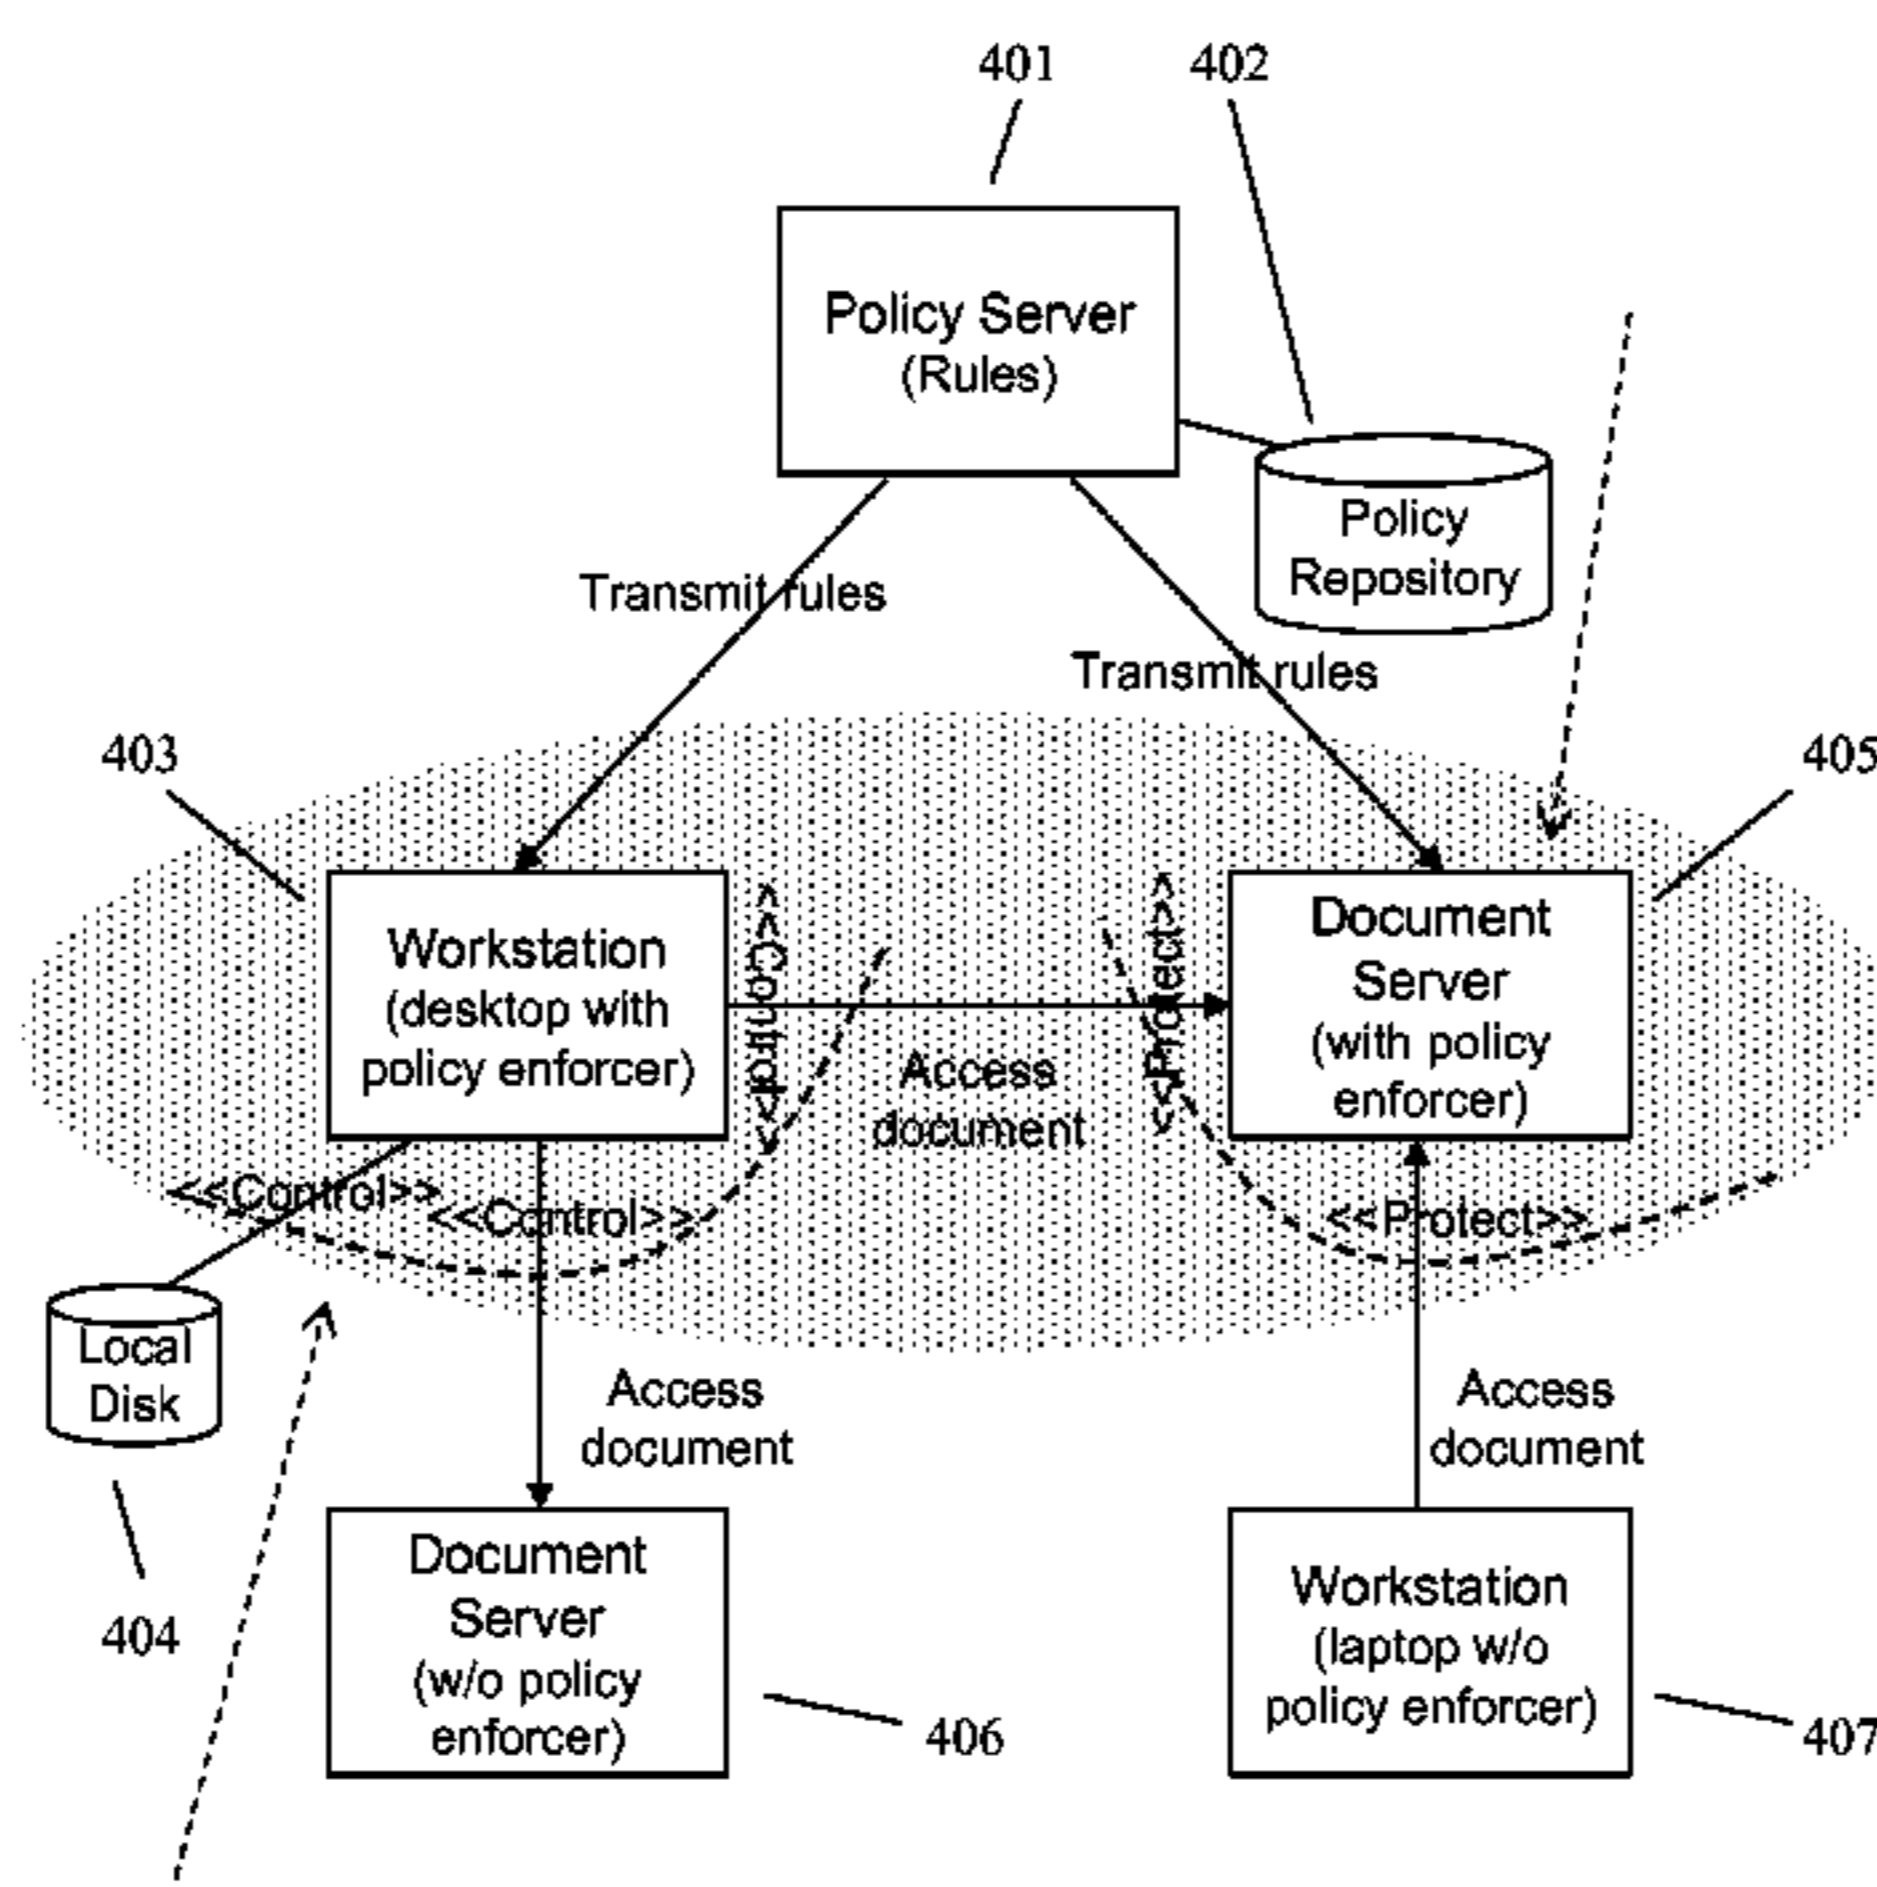 401
402
Policy Server
(Rules)
Policy
Repository
Transmit rules
Transmit rules
403
405
Workstation
(desktop with
policy enforcer)
<<Control>>
Access
document
<<Protect>>
Document
Server
(with policy
enforcer)
<<Control>>
<<Control>>
<<Protect>>
Local
Disk
Access
document
Access
document
404
Document
Server
(w/o policy
enforcer)
406
Workstation
(laptop w/o
policy enforcer)
407